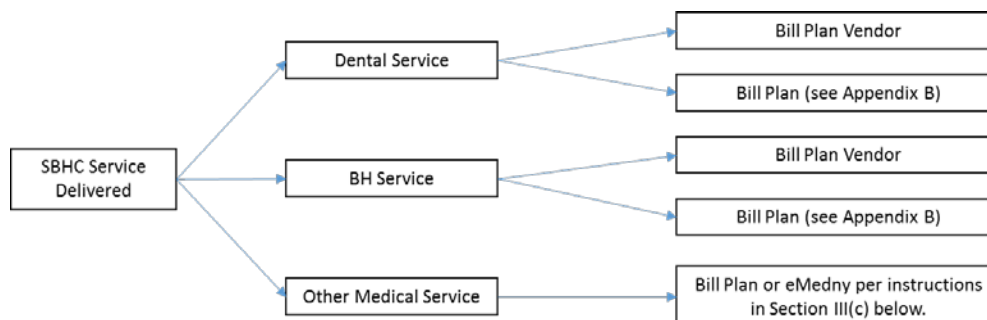 SBHC Service
Delivered
Dental Service
Bill Plan Vendor
Bill Plan (see Appendix B)
BH Service
Bill Plan Vendor
Bill Plan (see Appendix B)
Other Medical Service
Bill Plan or eMedny per instructions
in Section III(c) below.